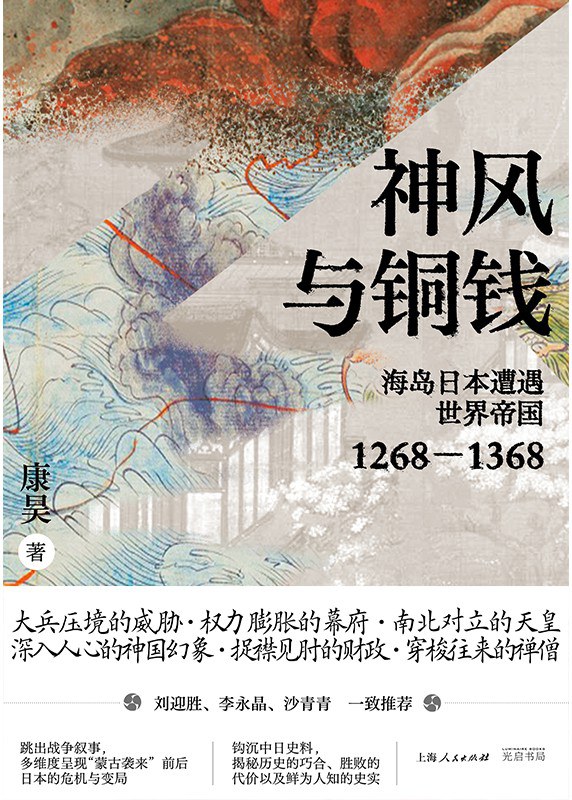 神风
与铜钱
海岛日本遭遇
世界帝国
1268—1368
康昊
著
大兵压境的威胁·权力膨胀的幕府·南北对立的天皇
深入人心的神国幻象·捉襟见肘的财政·穿梭往来的禅僧
刘迎胜、李永晶、沙青青 一致推荐
跳出战争叙事，
多维度呈现“蒙古袭来”前后
日本的危机与变局
钩沉中日史料，
揭秘历史的巧合、胜败的
代价以及鲜为人知的史实
上海人民出版社
LUMINAIRE BOOKS
光启书局